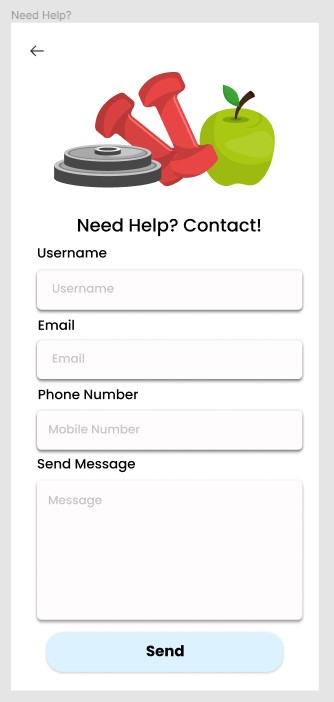 Need Help?
Need Help? Contact!
Username
Username
Email
Email
Phone Number
Mobile Number
Send Message
Message
Send